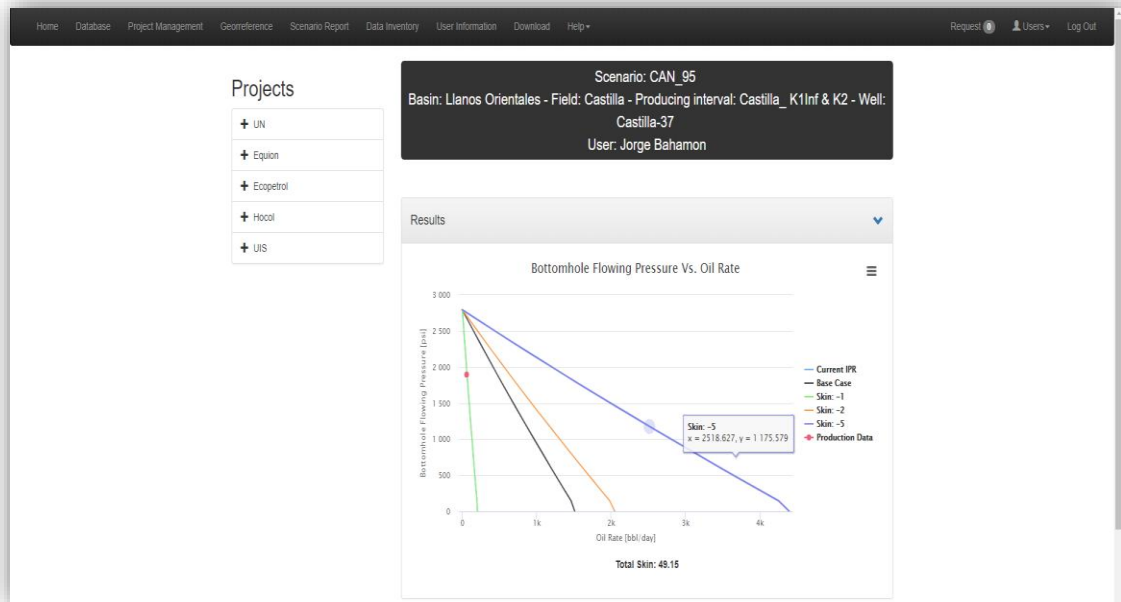 Home Database Project Management Georreference Scenario Report Data Inventory User Information Download Help Request 0 Users Log Out
Projects
+ UN
+ Equion
+ Ecopetrol
+ Hocol
+ UIS
Scenario: CAN_95
Basin: Llanos Orientales - Field: Castilla - Producing interval: Castilla_ K1Inf & K2 - Well:
Castilla-37
User: Jorge Bahamon
Results
Bottomhole Flowing Pressure Vs. Oil Rate
Bottomhole Flowing Pressure [psi]
3 000
2 500
2 000
1 500
1 000
500
0
0 1k 2k 3k 4k
Oil Rate [bbl/day]
Skin: -5
x = 2518.627, y = 1 175.579
Current IPR
Base Case
Skin: -1
Skin: -2
Skin: -5
Production Data
Total Skin: 49.15